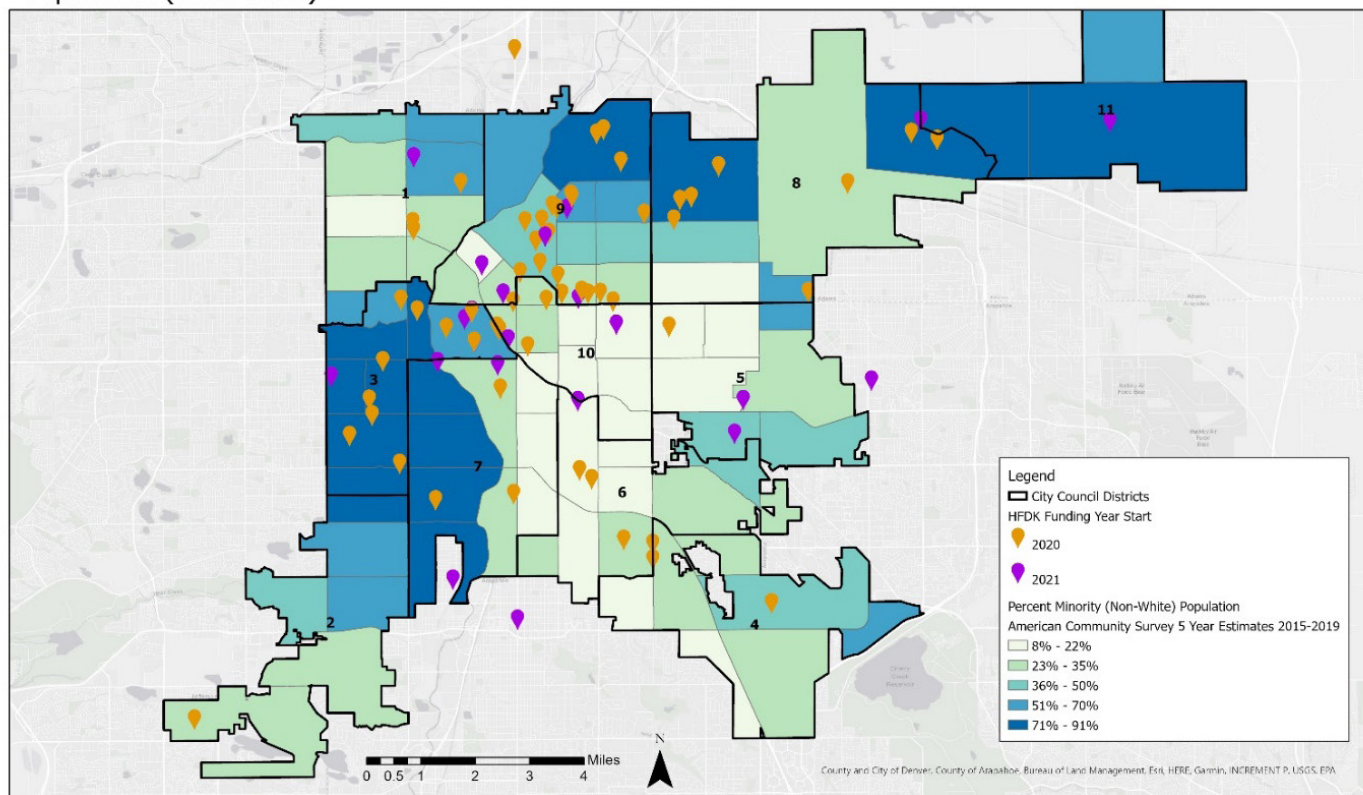 1
11
8
9
3
10
5
7
6
2
4
Legend
City Council Districts
HFDK Funding Year Start
2020
2021
Percent Minority (Non-White) Population
American Community Survey 5 Year Estimates 2015-2019
8% - 22%
23% - 35%
36% - 50%
51% - 70%
71% - 91%
N
Miles
0 0.5 1 2 3 4
County and City of Denver, County of Arapahoe, Bureau of Land Management, Esri, HERE, Garmin, INCREMENT P, USGS, EPA